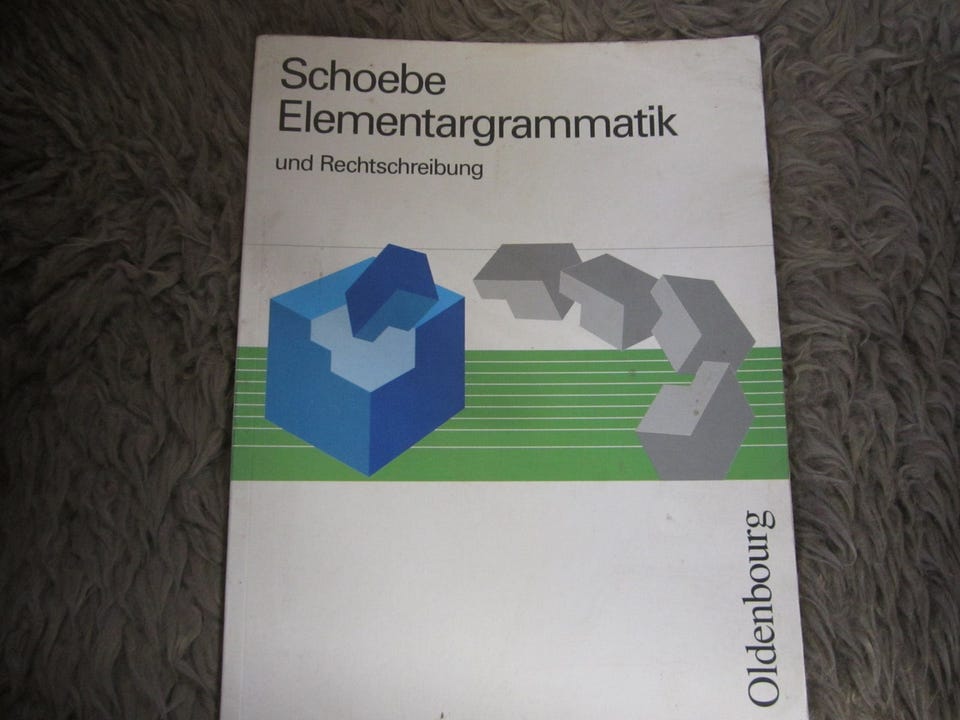 Schoebe
Elementargrammatik
und Rechtschreibung
Oldenbourg